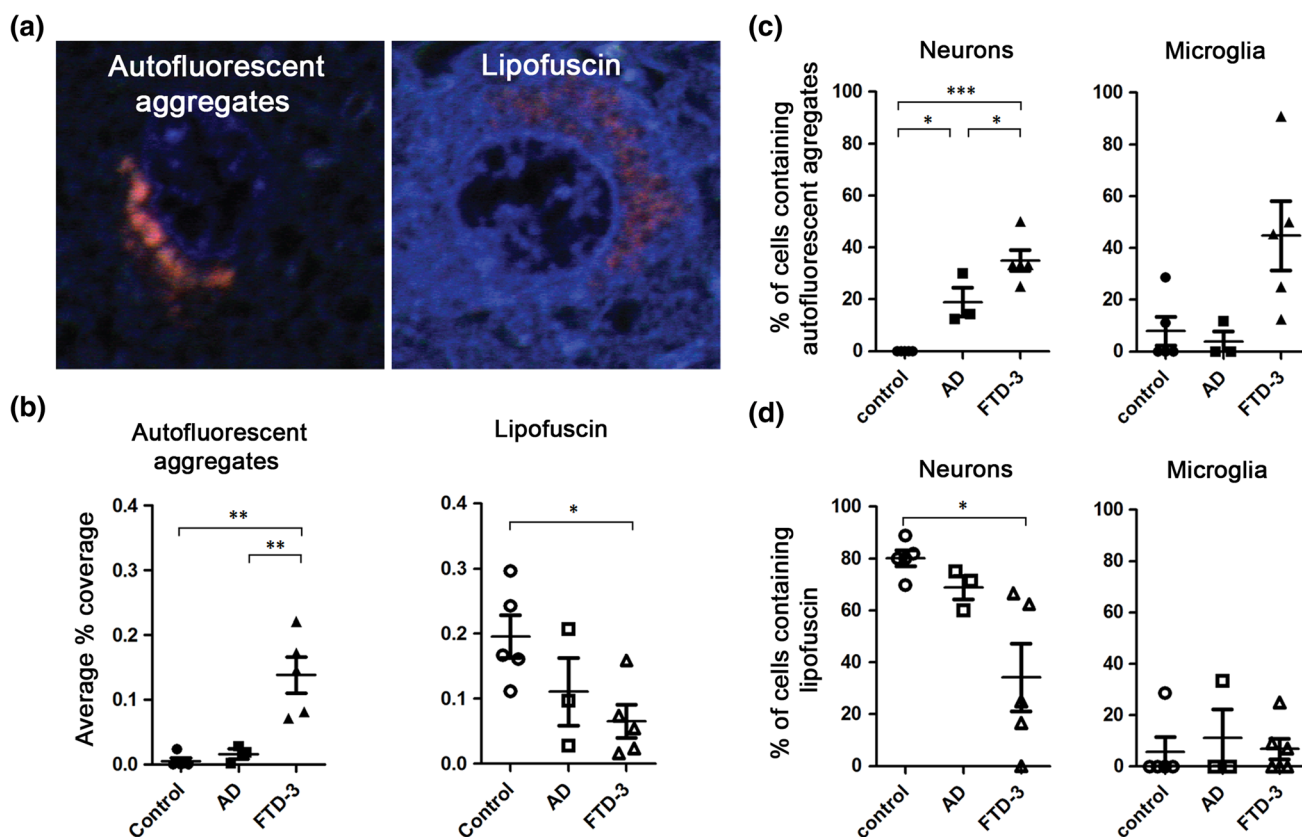 (a)
Autofluorescent
aggregates
Lipofuscin
(b)
Autofluorescent
aggregates
Average % coverage
0.4
0.3
0.2
0.1
0.0
**
**
Control
AD
FTD-3
Lipofuscin
0.4
0.3
0.2
0.1
0.0
*
Control
AD
FTD-3
(c)
Neurons
% of cells containing
autofluorescent agregates
100
80
60
40
20
0
***
*
*
control
AD
FTD-3
Microglia
100
80
60
40
20
0
control
AD
FTD-3
(d)
Neurons
% of cells containing
lipofuscin
100
80
60
40
20
0
*
control
AD
FTD-3
Microglia
100
80
60
40
20
0
control
AD
FTD-3